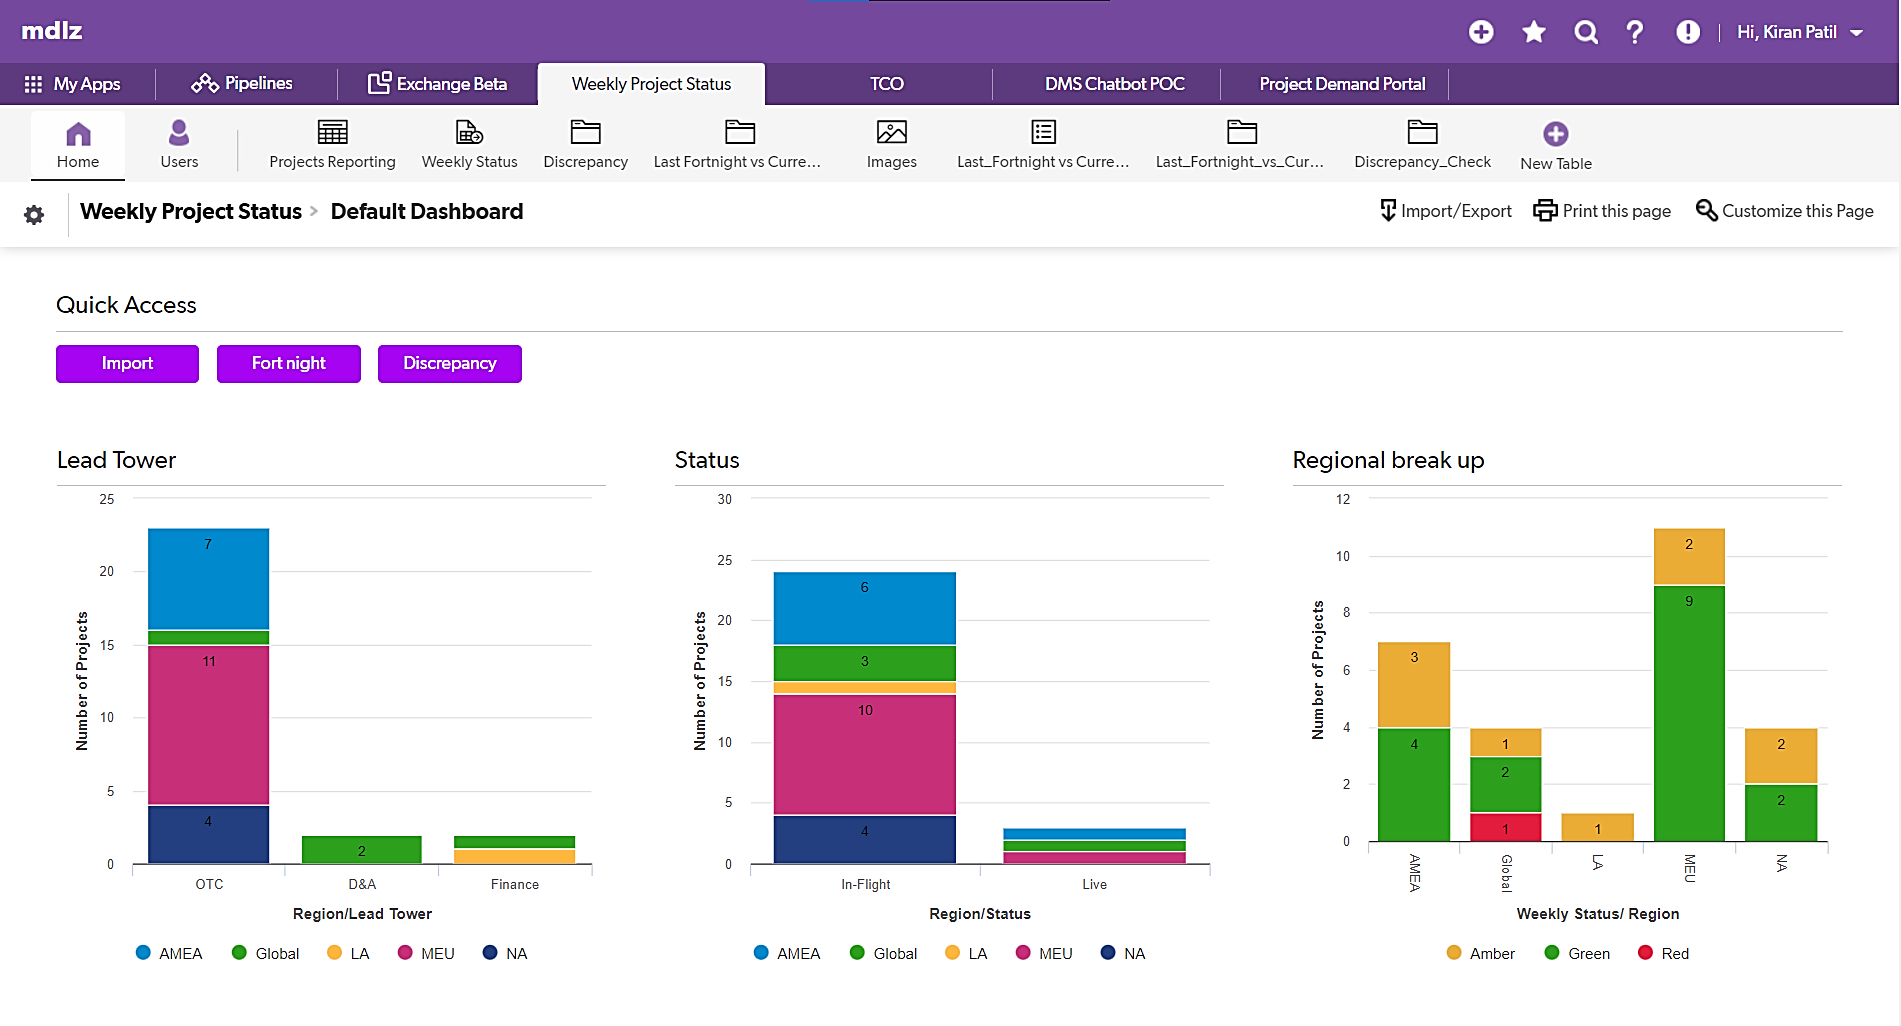 mdlz
Hi, Kiran Patil
My Apps
Pipelines
Exchange Beta
Weekly Project Status
TCO
DMS Chatbot POC
Project Demand Portal
Home
Users
Projects Reporting
Weekly Status
Discrepancy
Last Fortnight vs Curre...
Images
Last_Fortnight vs Curre...
Last_Fortnight_vs_Cur...
Discrepancy_Check
New Table
Weekly Project Status > Default Dashboard
Import/Export
Print this page
Customize this Page
Quick Access
Import
Fort night
Discrepancy
Lead Tower
25
20
15
10
5
0
Number of Projects
7
11
4
2
OTC
D&A
Finance
Region/Lead Tower
AMEA
Global
LA
MEU
NA
Status
30
25
20
15
10
5
0
Number of Projects
6
3
10
4
In-Flight
Live
Region/Status
AMEA
Global
LA
MEU
NA
Regional break up
12
10
8
6
4
2
0
Number of Projects
3
4
1
2
1
1
2
9
2
2
AMEA
Global
LA
MEU
NA
Weekly Status/ Region
Amber
Green
Red